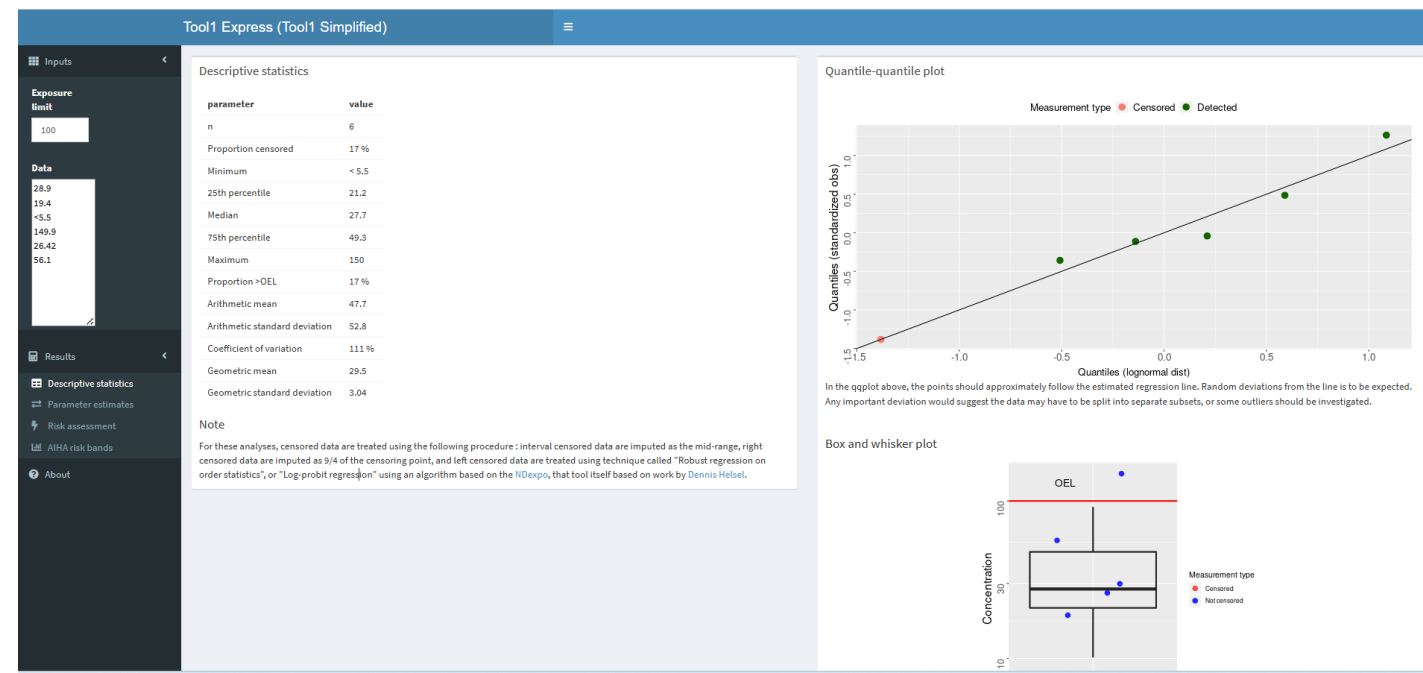 Tool1 Express (Tool1 Simplified)
Inputs
Exposure
limit
100
Data
28.9
19.4
<5.5
149.9
26.42
56.1
Results
Descriptive statistics
Parameter estimates
Risk assessment
AIHA risk bands
About
Descriptive statistics
parameter value
n 6
Proportion censored 17 %
Minimum < 5.5
25th percentile 21.2
Median 27.7
75th percentile 49.3
Maximum 150
Proportion >OEL 17 %
Arithmetic mean 47.7
Arithmetic standard deviation 52.8
Coefficient of variation 111 %
Geometric mean 29.5
Geometric standard deviation 3.04
Note
For these analyses, censored data are treated using the following procedure : interval censored data are imputed as the mid-range, right
censored data are imputed as 9/4 of the censoring point, and left censored data are treated using technique called "Robust regression on
order statistics", or "Log-probit regression" using an algorithm based on the NDexpo, that tool itself based on work by Dennis Helsel.
Quantile-quantile plot
Measurement type Censored Detected
Quantiles (standardized obs)
1.0
0.5
0.0
-0.5
-1.0
-1.5
-1.5 -1.0 -0.5 0.0 0.5 1.0
Quantiles (lognormal dist)
In the qqplot above, the points should approximately follow the estimated regression line. Random deviations from the line is to be expected.
Any important deviation would suggest the data may have to be split into separate subsets, or some outliers should be investigated.
Box and whisker plot
OEL
Concentration
100
30
10
Measurement type
Censored
Not censored